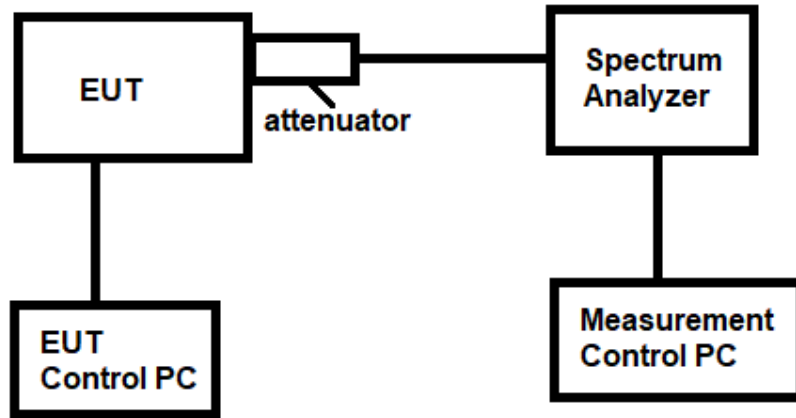 EUT
attenuator
Spectrum
Analyzer
EUT
Control PC
Measurement
Control PC